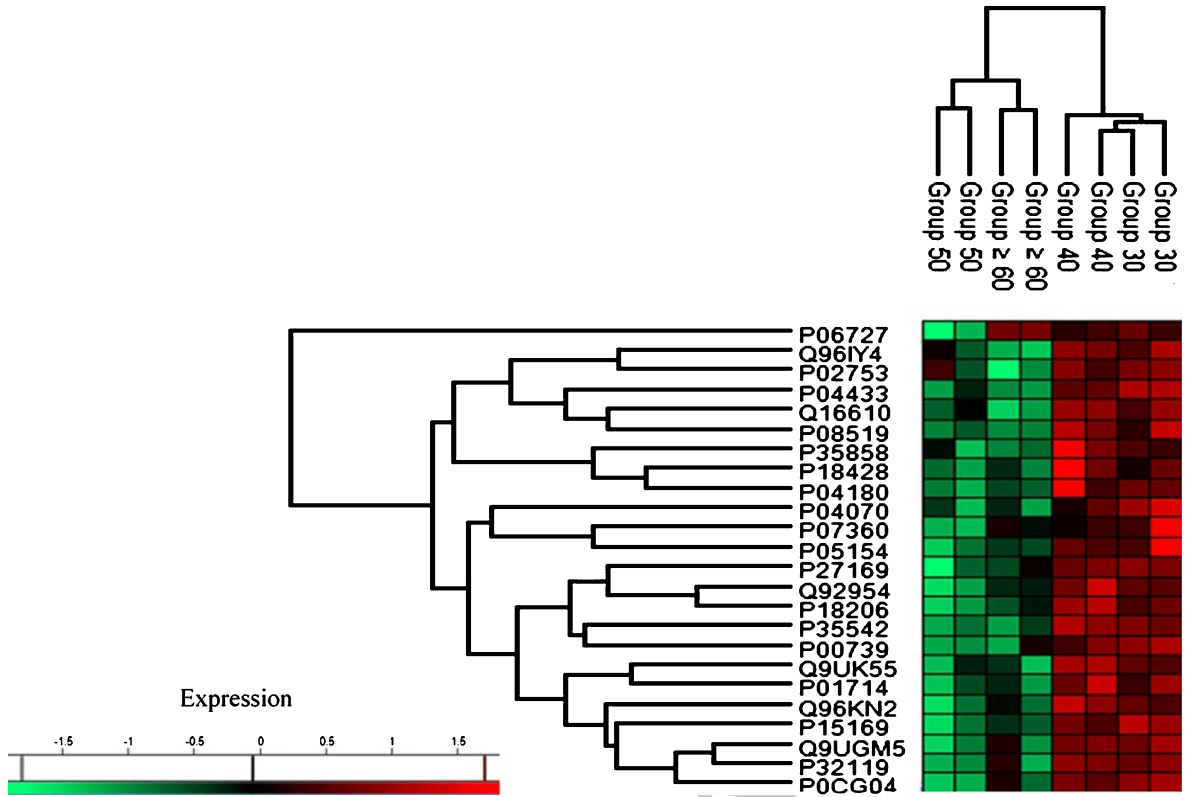 Group 50
Group 50
Group ≥ 60
Group ≥ 60
Group 40
Group 40
Group 30
Group 30
P06727
Q96IY4
P02753
P04433
Q16610
P08519
P35858
P18428
P04180
P04070
P07360
P05154
P27169
Q92954
P18206
P35542
P00739
Q9UK55
P01714
Q96KN2
P15169
Q9UGM5
P32119
P0CG04
Expression
-1.5 -1 -0.5 0 0.5 1 1.5